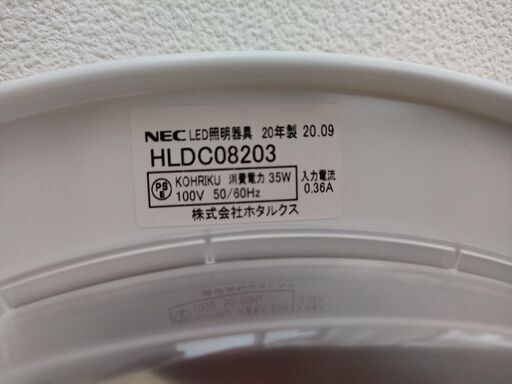 NEC LED照明器具 20年製 20.09
HLDC08203
PSE KOHRIKU 消費電力 35W
100V 50/60Hz
入力電流
0.36A
株式会社ホタルクス